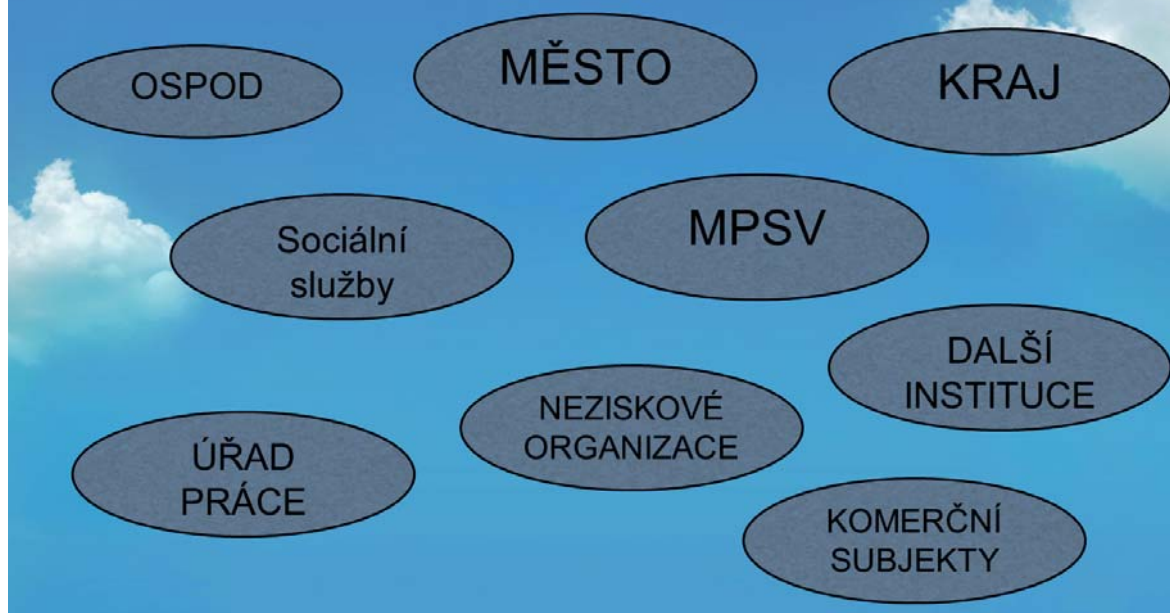 OSPOD
MĚSTO
KRAJ
Sociální
služby
MPSV
DALŠÍ
INSTITUCE
NEZISKOVÉ
ORGANIZACE
ÚŘAD
PRÁCE
KOMERČNÍ
SUBJEKTY